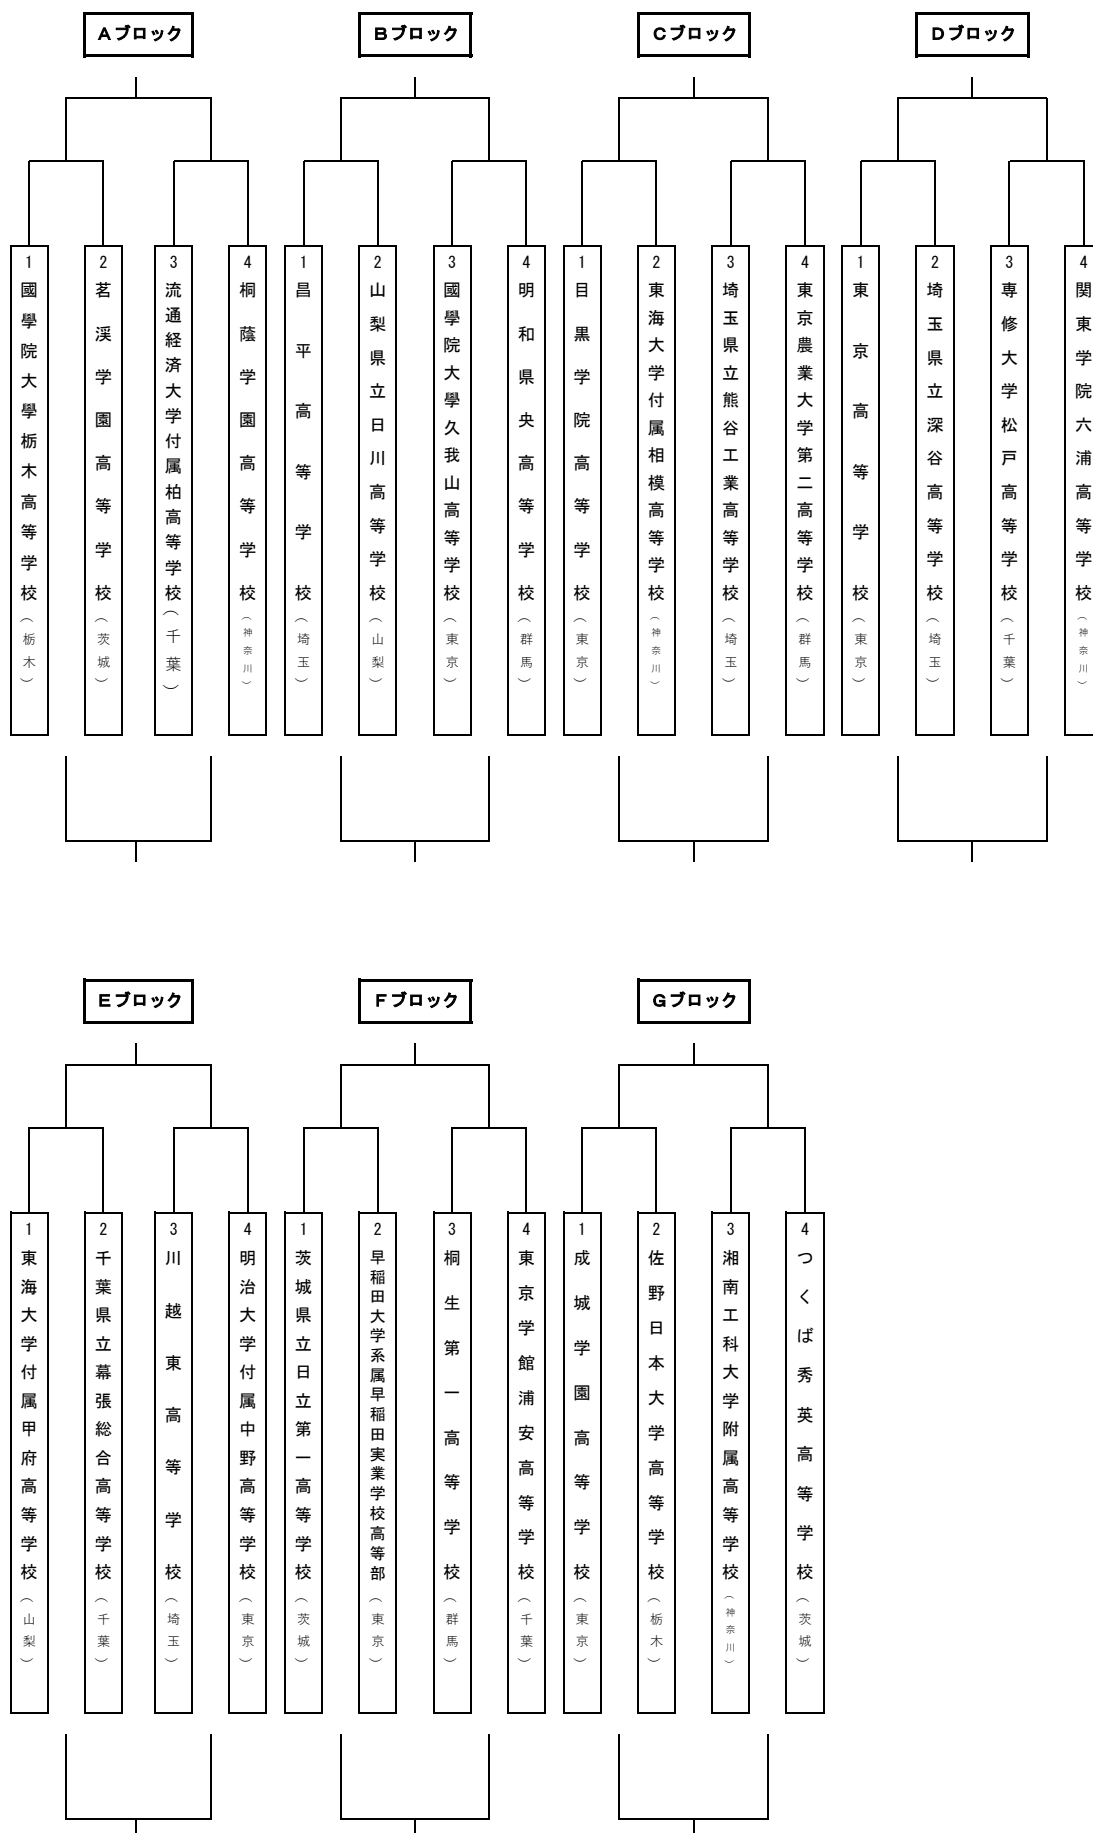 Aブロック
Bブロック
Cブロック
Dブロック
1 國學院大學栃木高等学校（栃木）
2 茗渓学園高等学校（茨城）
3 流通経済大学付属柏高等学校（千葉）
4 桐蔭学園高等学校（神奈川）
1 昌平高等学校（埼玉）
2 山梨県立日川高等学校（山梨）
3 國學院大學久我山高等学校（東京）
4 明和県央高等学校（群馬）
1 目黒学院高等学校（東京）
2 東海大学付属相模高等学校（神奈川）
3 埼玉県立熊谷工業高等学校（埼玉）
4 東京農業大学第二高等学校（群馬）
1 東京高等学校（東京）
2 埼玉県立深谷高等学校（埼玉）
3 専修大学松戸高等学校（千葉）
4 関東学院六浦高等学校（神奈川）
Eブロック
Fブロック
Gブロック
1 東海大学付属甲府高等学校（山梨）
2 千葉県立幕張総合高等学校（千葉）
3 川越東高等学校（埼玉）
4 明治大学付属中野高等学校（東京）
1 茨城県立日立第一高等学校（茨城）
2 早稲田大学系属早稲田実業学校高等部（東京）
3 桐生第一高等学校（群馬）
4 東京学館浦安高等学校（千葉）
1 成城学園高等学校（東京）
2 佐野日本大学高等学校（栃木）
3 湘南工科大学附属高等学校（神奈川）
4 つくば秀英高等学校（茨城）